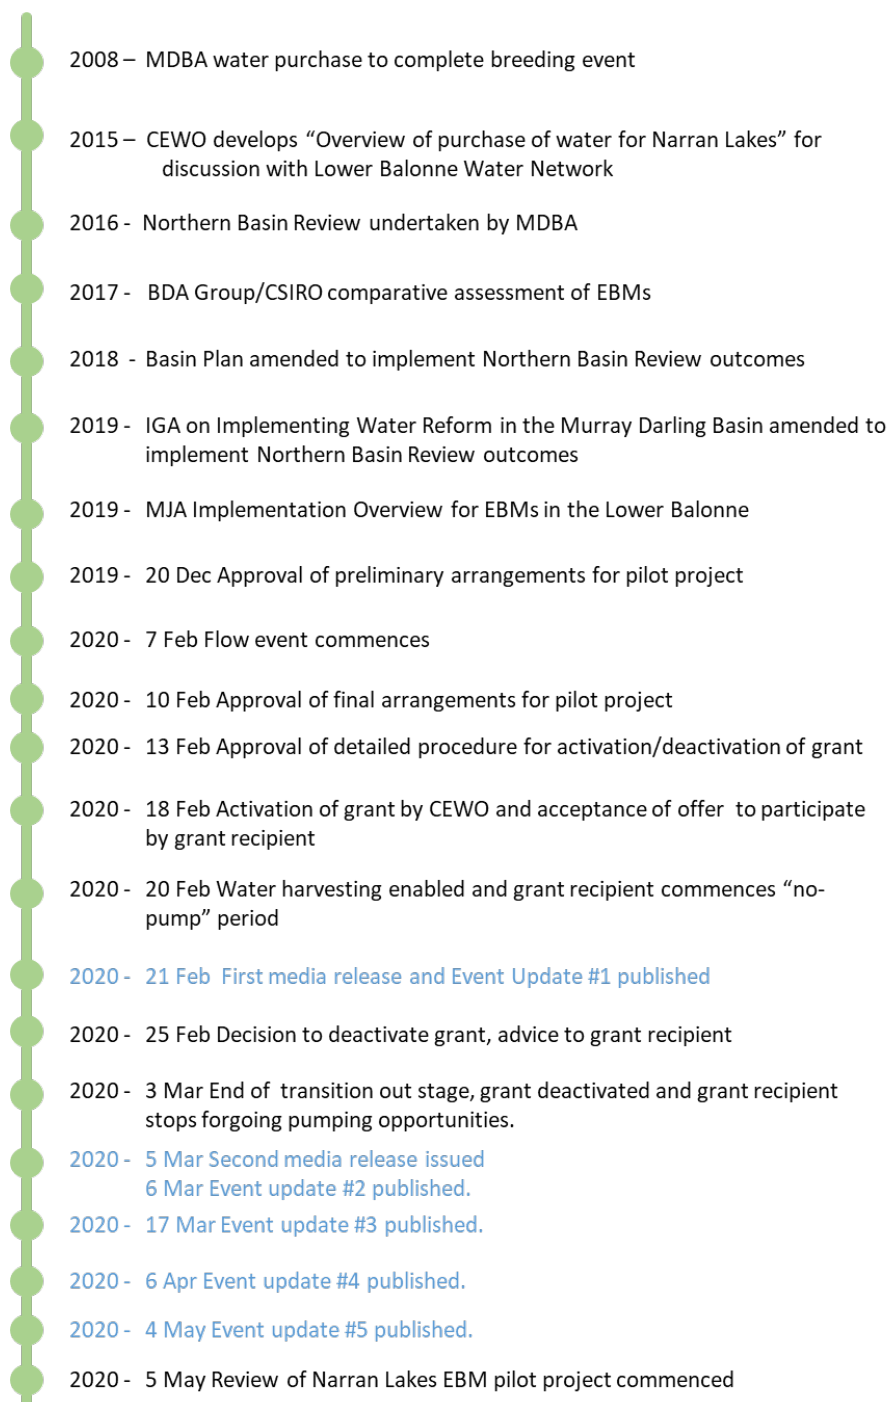 2008 – MDBA water purchase to complete breeding event
2015 – CEWO develops “Overview of purchase of water for Narran Lakes” for
discussion with Lower Balonne Water Network
2016 - Northern Basin Review undertaken by MDBA
2017 - BDA Group/CSIRO comparative assessment of EBMs
2018 - Basin Plan amended to implement Northern Basin Review outcomes
2019 - IGA on Implementing Water Reform in the Murray Darling Basin amended to
implement Northern Basin Review outcomes
2019 - MJA Implementation Overview for EBMs in the Lower Balonne
2019 - 20 Dec Approval of preliminary arrangements for pilot project
2020 - 7 Feb Flow event commences
2020 - 10 Feb Approval of final arrangements for pilot project
2020 - 13 Feb Approval of detailed procedure for activation/deactivation of grant
2020 - 18 Feb Activation of grant by CEWO and acceptance of offer to participate
by grant recipient
2020 - 20 Feb Water harvesting enabled and grant recipient commences “no-
pump” period
2020 - 21 Feb First media release and Event Update #1 published
2020 - 25 Feb Decision to deactivate grant, advice to grant recipient
2020 - 3 Mar End of transition out stage, grant deactivated and grant recipient
stops forgoing pumping opportunities.
2020 - 5 Mar Second media release issued
6 Mar Event update #2 published.
2020 - 17 Mar Event update #3 published.
2020 - 6 Apr Event update #4 published.
2020 - 4 May Event update #5 published.
2020 - 5 May Review of Narran Lakes EBM pilot project commenced